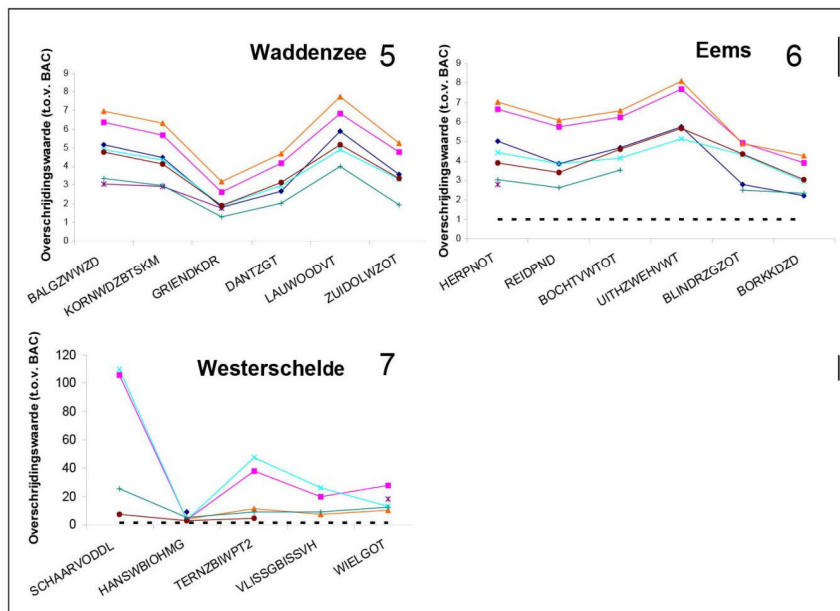 Waddenzee 5
Overschrijdingswaarde (t.o.v. BAC)
9
8
7
6
5
4
3
2
1
0
BALGZWWZD
KORNWDZBTSKM
GRIENDKDR
DANTZGT
LAUWOODVT
ZUIDOLWZOT
Eems 6
Overschrijdingswaarde (t.o.v. BAC)
9
8
7
6
5
4
3
2
1
0
HERPNOT
REIDPND
BOCHTVWTOT
UITHZWEHVWT
BLINDRZGZOT
BORKKDZD
Westerschelde 7
Overschrijdingswaarde (t.o.v. BAC)
120
100
80
60
40
20
0
SCHAARVODDL
HANSWBIOHMG
TERNZBIWPT2
VLISSGBISSVH
WIELGOT